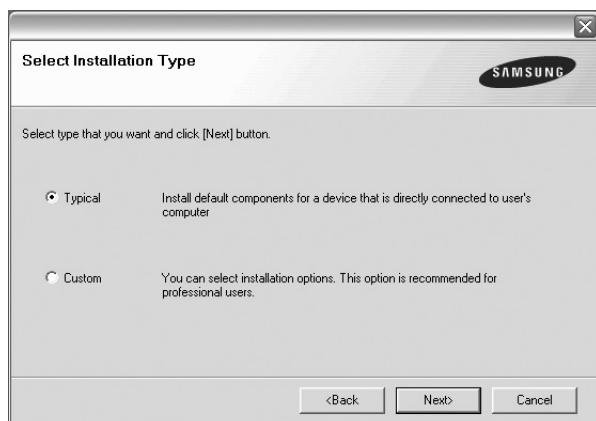 Select Installation Type
SAMSUNG
Select type that you want and click [Next] button.
Typical
Install default components for a device that is directly connected to user's
computer
Custom
You can select installation options. This option is recommended for
professional users.
<Back
Next>
Cancel